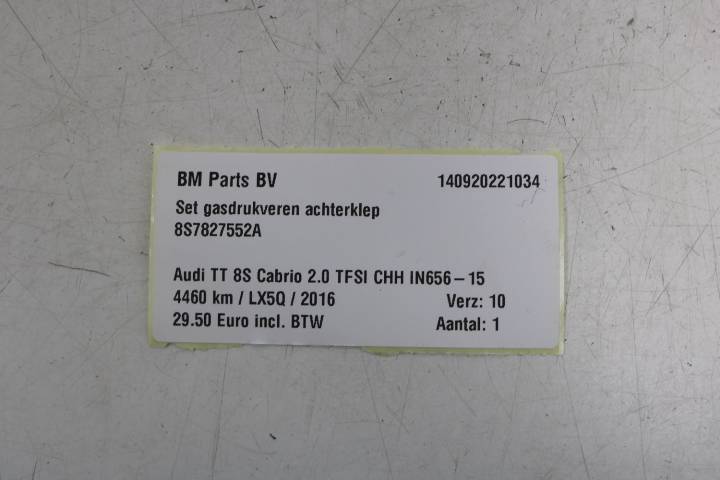 BM Parts BV 140920221034
Set gasdrukveren achterklep
8S7827552A
Audi TT 8S Cabrio 2.0 TFSI CHH IN656-15
4460 km / LX5Q / 2016 Verz: 10
29.50 Euro incl. BTW Aantal: 1